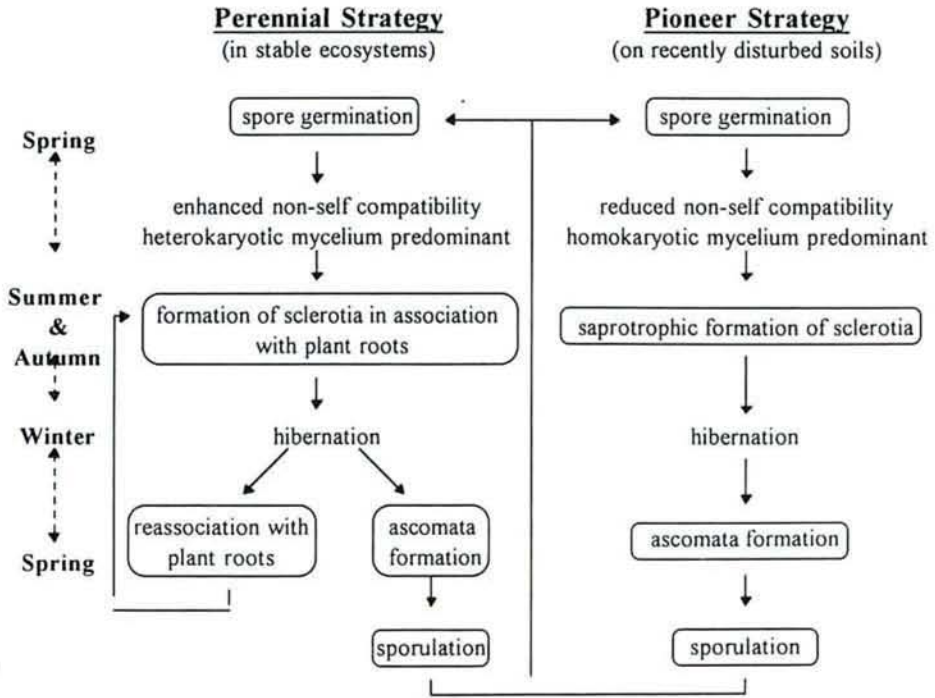 Perennial Strategy
(in stable ecosystems)
Pioneer Strategy
(on recently disturbed soils)
Spring
spore germination
spore germination
enhanced non-self compatibility
heterokaryotic mycelium predominant
reduced non-self compatibility
homokaryotic mycelium predominant
Summer
&
Autumn
formation of sclerotia in association
with plant roots
saprotrophic formation of sclerotia
Winter
hibernation
hibernation
Spring
reassociation with
plant roots
ascomata
formation
ascomata formation
sporulation
sporulation